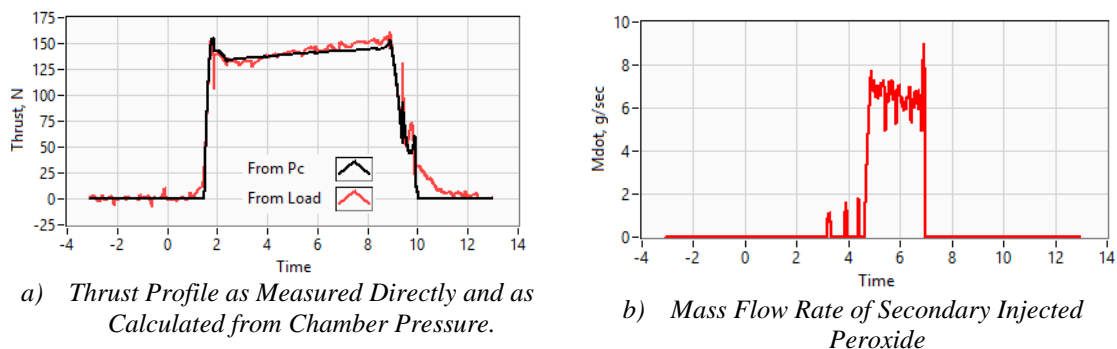 175
150
125
100
75
50
25
0
-25
Thrust, N
From Pc
From Load
-4 -2 0 2 4 6 8 10 12 14
Time
a) Thrust Profile as Measured Directly and as
Calculated from Chamber Pressure.
10
8
6
4
2
0
Mdot, g/sec
-4 -2 0 2 4 6 8 10 12 14
Time
b) Mass Flow Rate of Secondary Injected
Peroxide